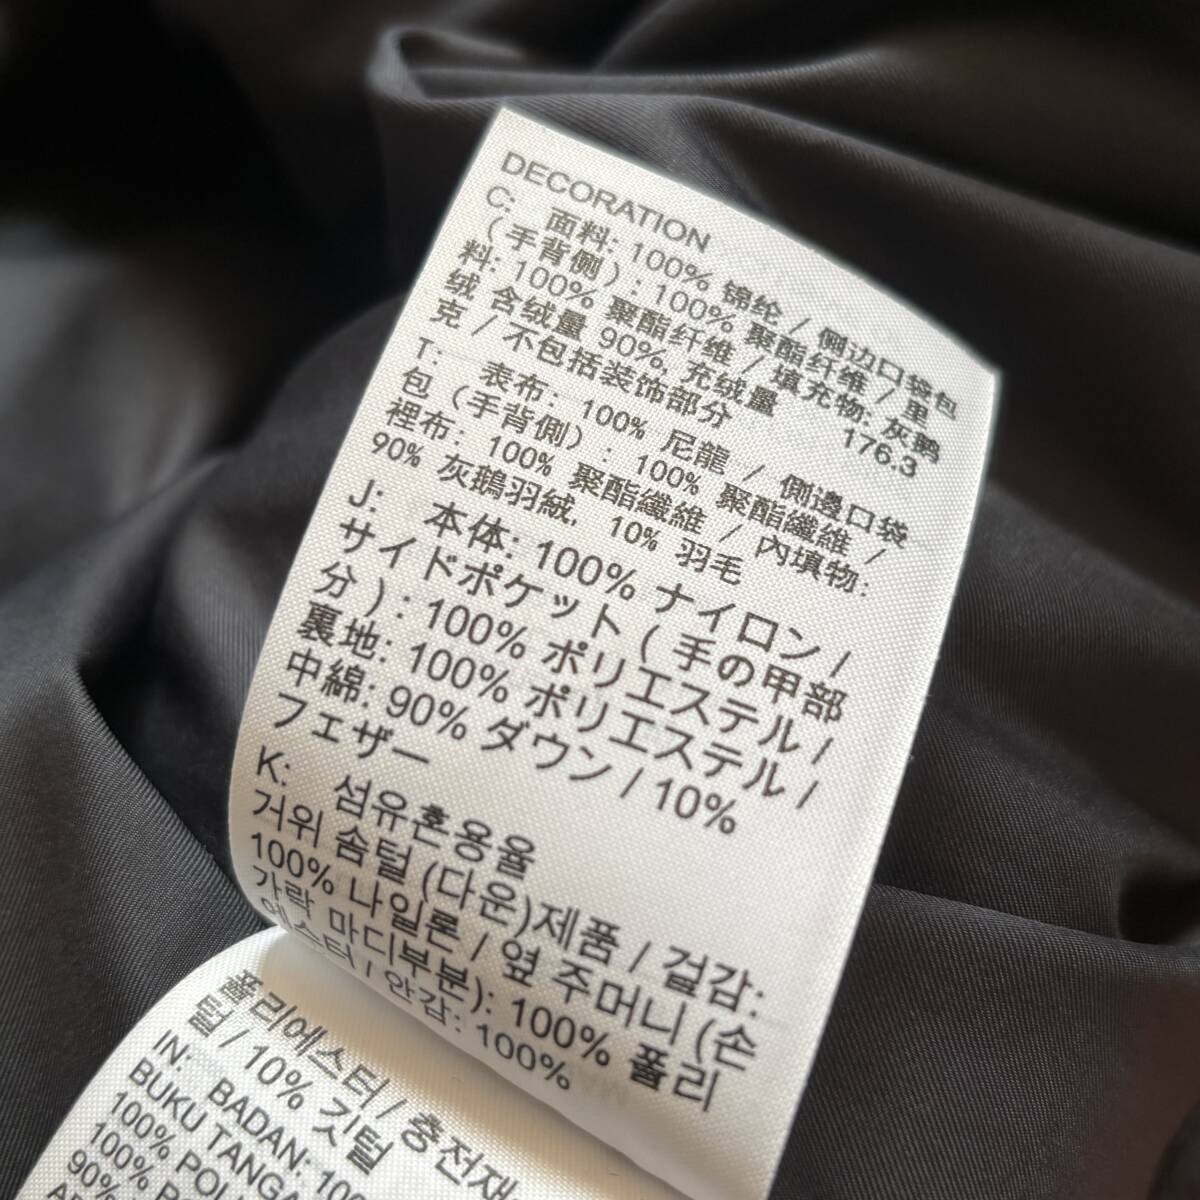 DECORATION
C: 面料: 100% 锦纶 / 侧边口袋包
(手背侧): 100% 聚酯纤维 / 里
料: 100% 聚酯纤维 / 填充物: 灰鹅
绒 含绒量 90%, 充绒量 176.3
克 / 不包括装饰部分
T: 表布: 100% 尼龍 / 側邊口袋
包 (手背側): 100% 聚酯纖維 /
裡布: 100% 聚酯纖維 / 內填物:
90% 灰鵝羽絨, 10% 羽毛
J: 本体: 100% ナイロン /
サイドポケット ( 手の甲部
分 ) : 100% ポリエステル /
裏地: 100% ポリエステル /
中綿: 90% ダウン / 10%
フェザー
K: 섬유혼용율
거위 솜털 (다운)제품 / 겉감:
100% 나일론 / 옆 주머니 (손
가락 마디부분): 100% 폴리
에스터 / 안감: 100%
폴리에스터 / 충전재
털 / 10% 깃털
IN: BADAN: 100
BUKU TANGA
100% POLI
100% P
90%